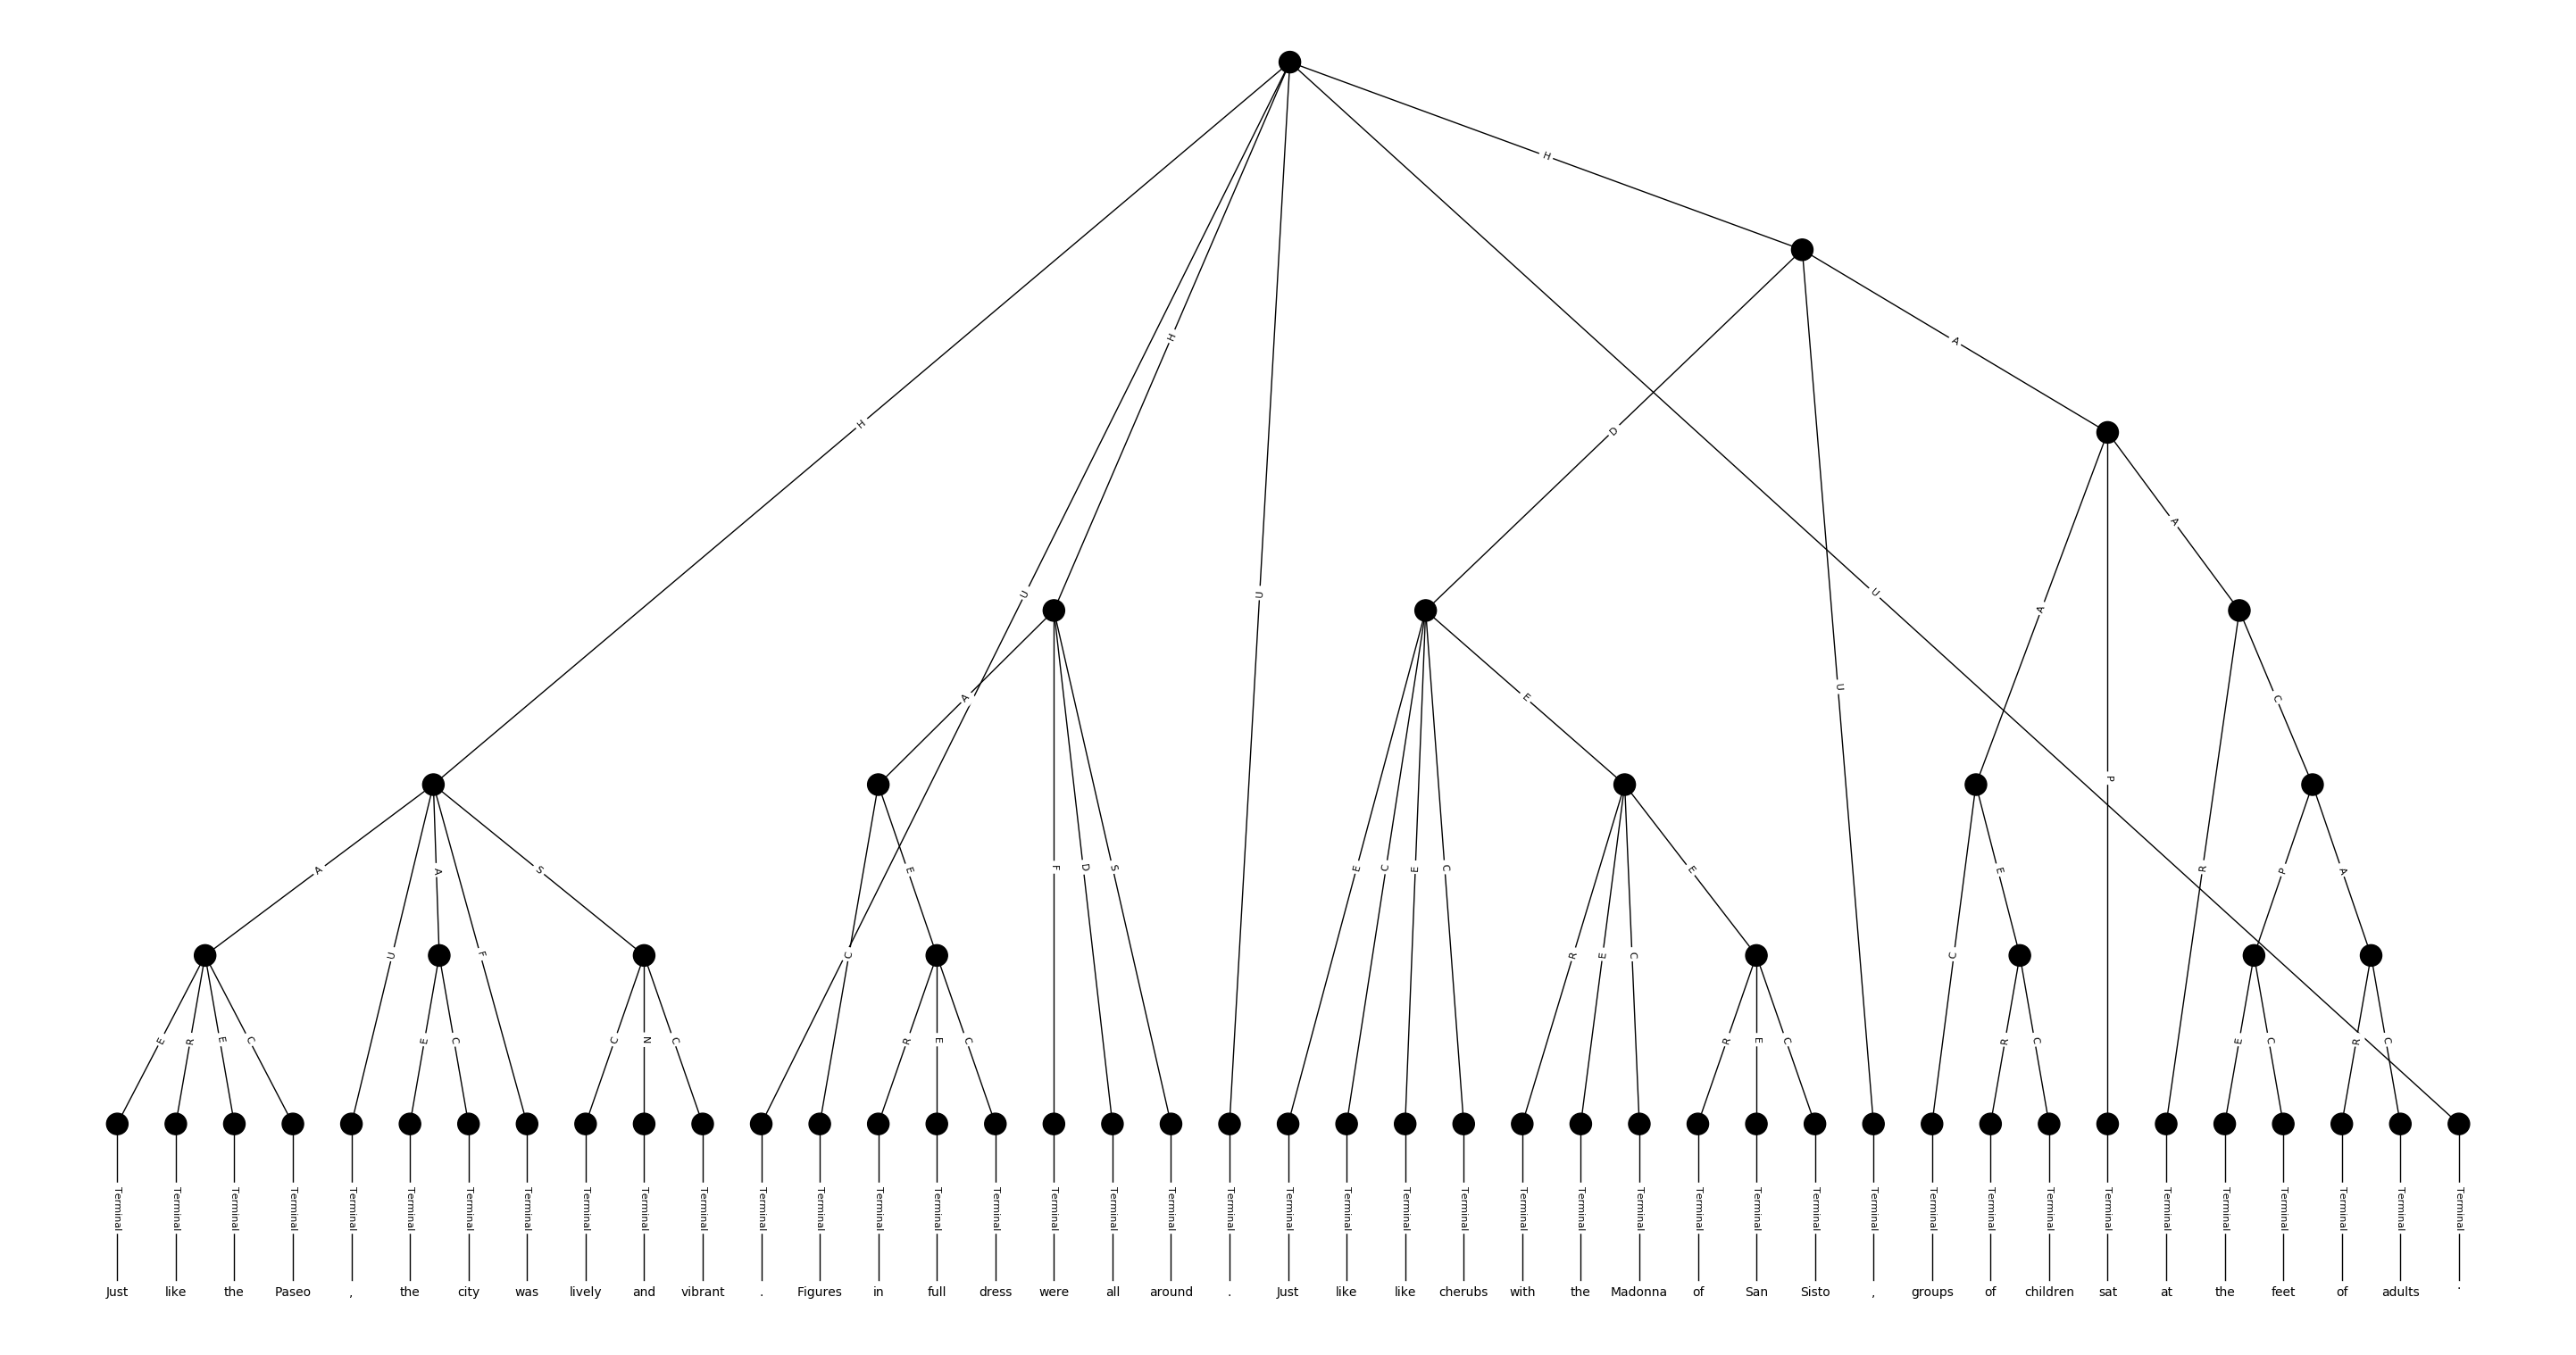 H
A
H
D
A
U
U
U
A
A
E
C
U
P
A
S
A
E
F
D
S
E
C
E
C
E
E
R
P
A
U
F
C
R
E
C
C
E
R
E
C
E
C
C
N
C
R
E
C
R
E
C
R
C
E
C
R
C
Terminal Terminal Terminal Terminal Terminal Terminal Terminal Terminal Terminal Terminal Terminal Terminal Terminal Terminal Terminal Terminal Terminal Terminal Terminal Terminal Terminal Terminal Terminal Terminal Terminal Terminal Terminal Terminal Terminal Terminal Terminal Terminal Terminal Terminal Terminal Terminal Terminal Terminal Terminal Terminal Terminal
Just like the Paseo , the city was lively and vibrant . Figures in full dress were all around . Just like like cherubs with the Madonna of San Sisto , groups of children sat at the feet of adults .